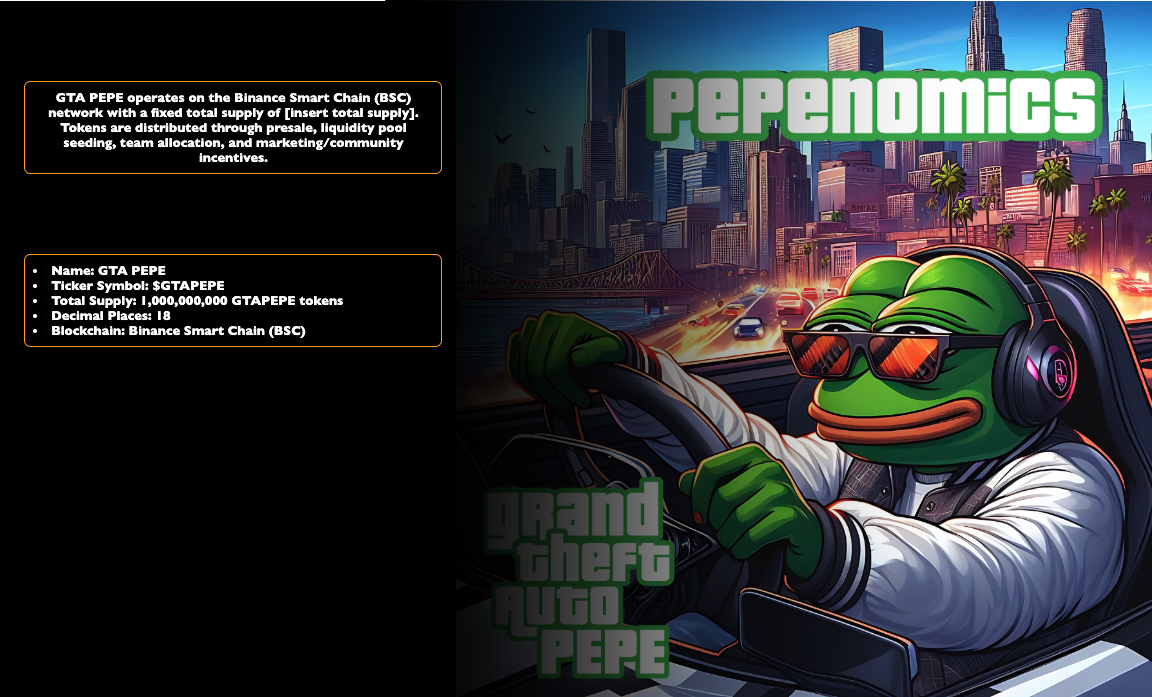 PEPENOMICS
GTA PEPE operates on the Binance Smart Chain (BSC)
network with a fixed total supply of [insert total supply].
Tokens are distributed through presale, liquidity pool
seeding, team allocation, and marketing/community
incentives.
• Name: GTA PEPE
• Ticker Symbol: $GTAPEPE
• Total Supply: 1,000,000,000 GTAPEPE tokens
• Decimal Places: 18
• Blockchain: Binance Smart Chain (BSC)
grand
theft
Auto
PEPE